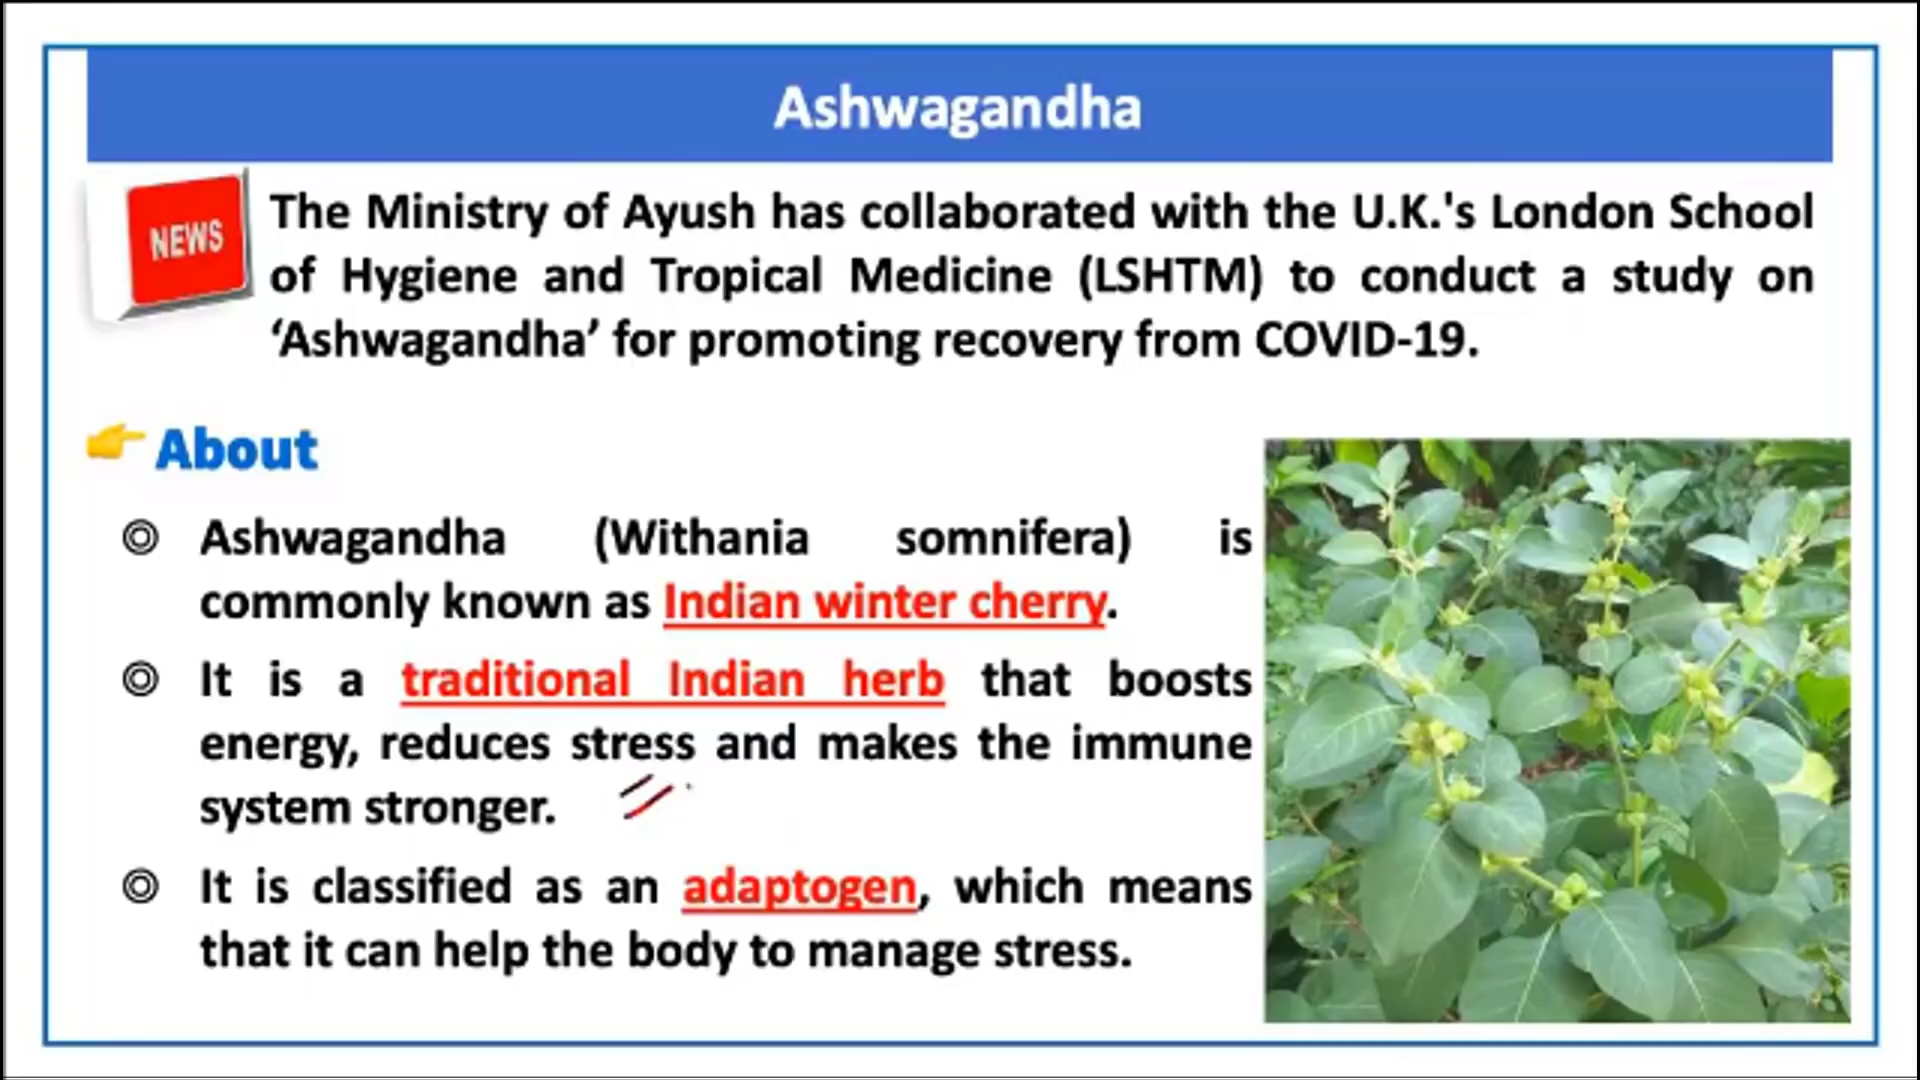 Ashwagandha
NEWS
The Ministry of Ayush has collaborated with the U.K.'s London School
of Hygiene and Tropical Medicine (LSHTM) to conduct a study on
‘Ashwagandha’ for promoting recovery from COVID-19.
About
Ashwagandha (Withania somnifera) is
commonly known as Indian winter cherry.
It is a traditional Indian herb that boosts
energy, reduces stress and makes the immune
system stronger.
It is classified as an adaptogen, which means
that it can help the body to manage stress.